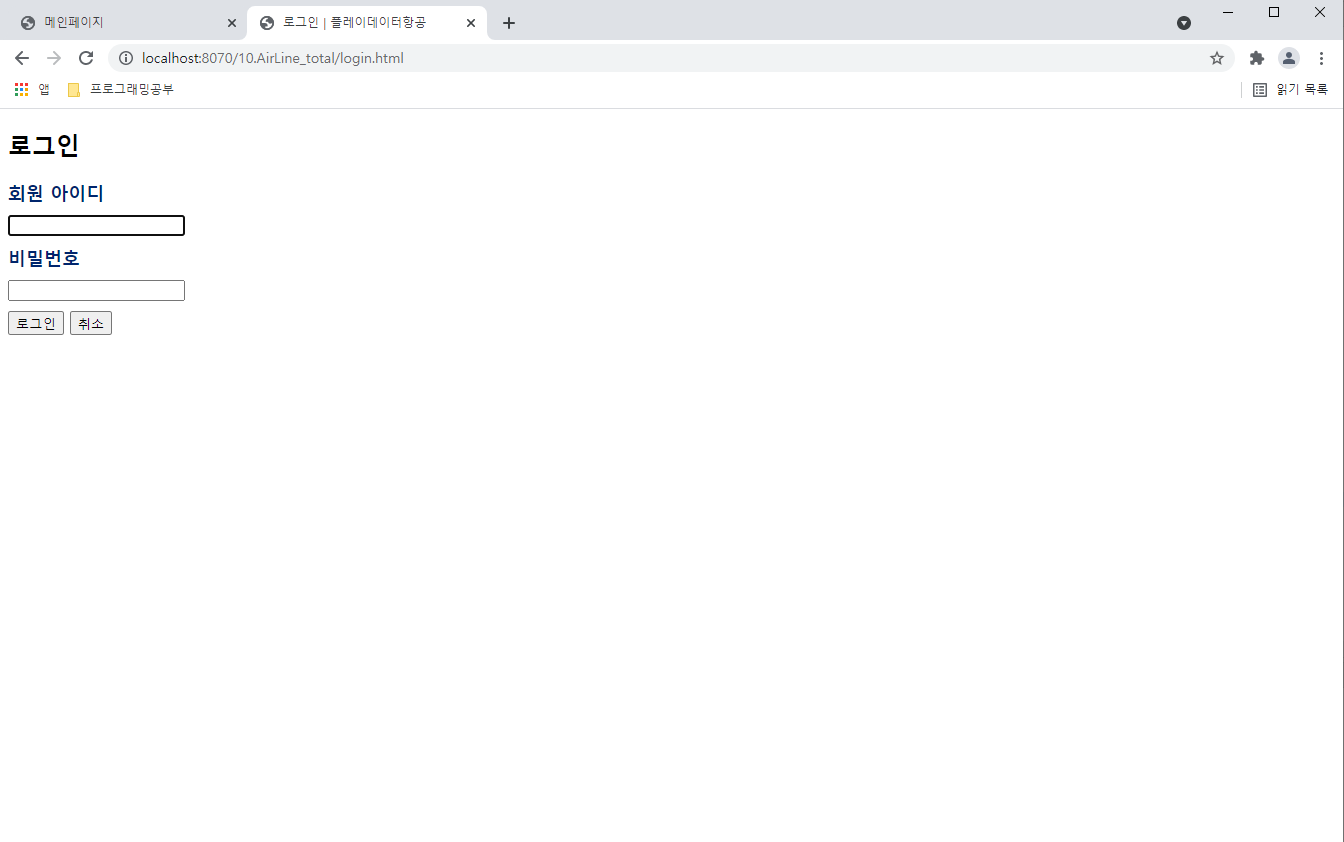 메인페이지
로그인 | 플레이데이터항공
localhost:8070/10.AirLine_total/login.html
앱 프로그래밍공부 읽기 목록
로그인
회원 아이디
비밀번호
로그인 취소